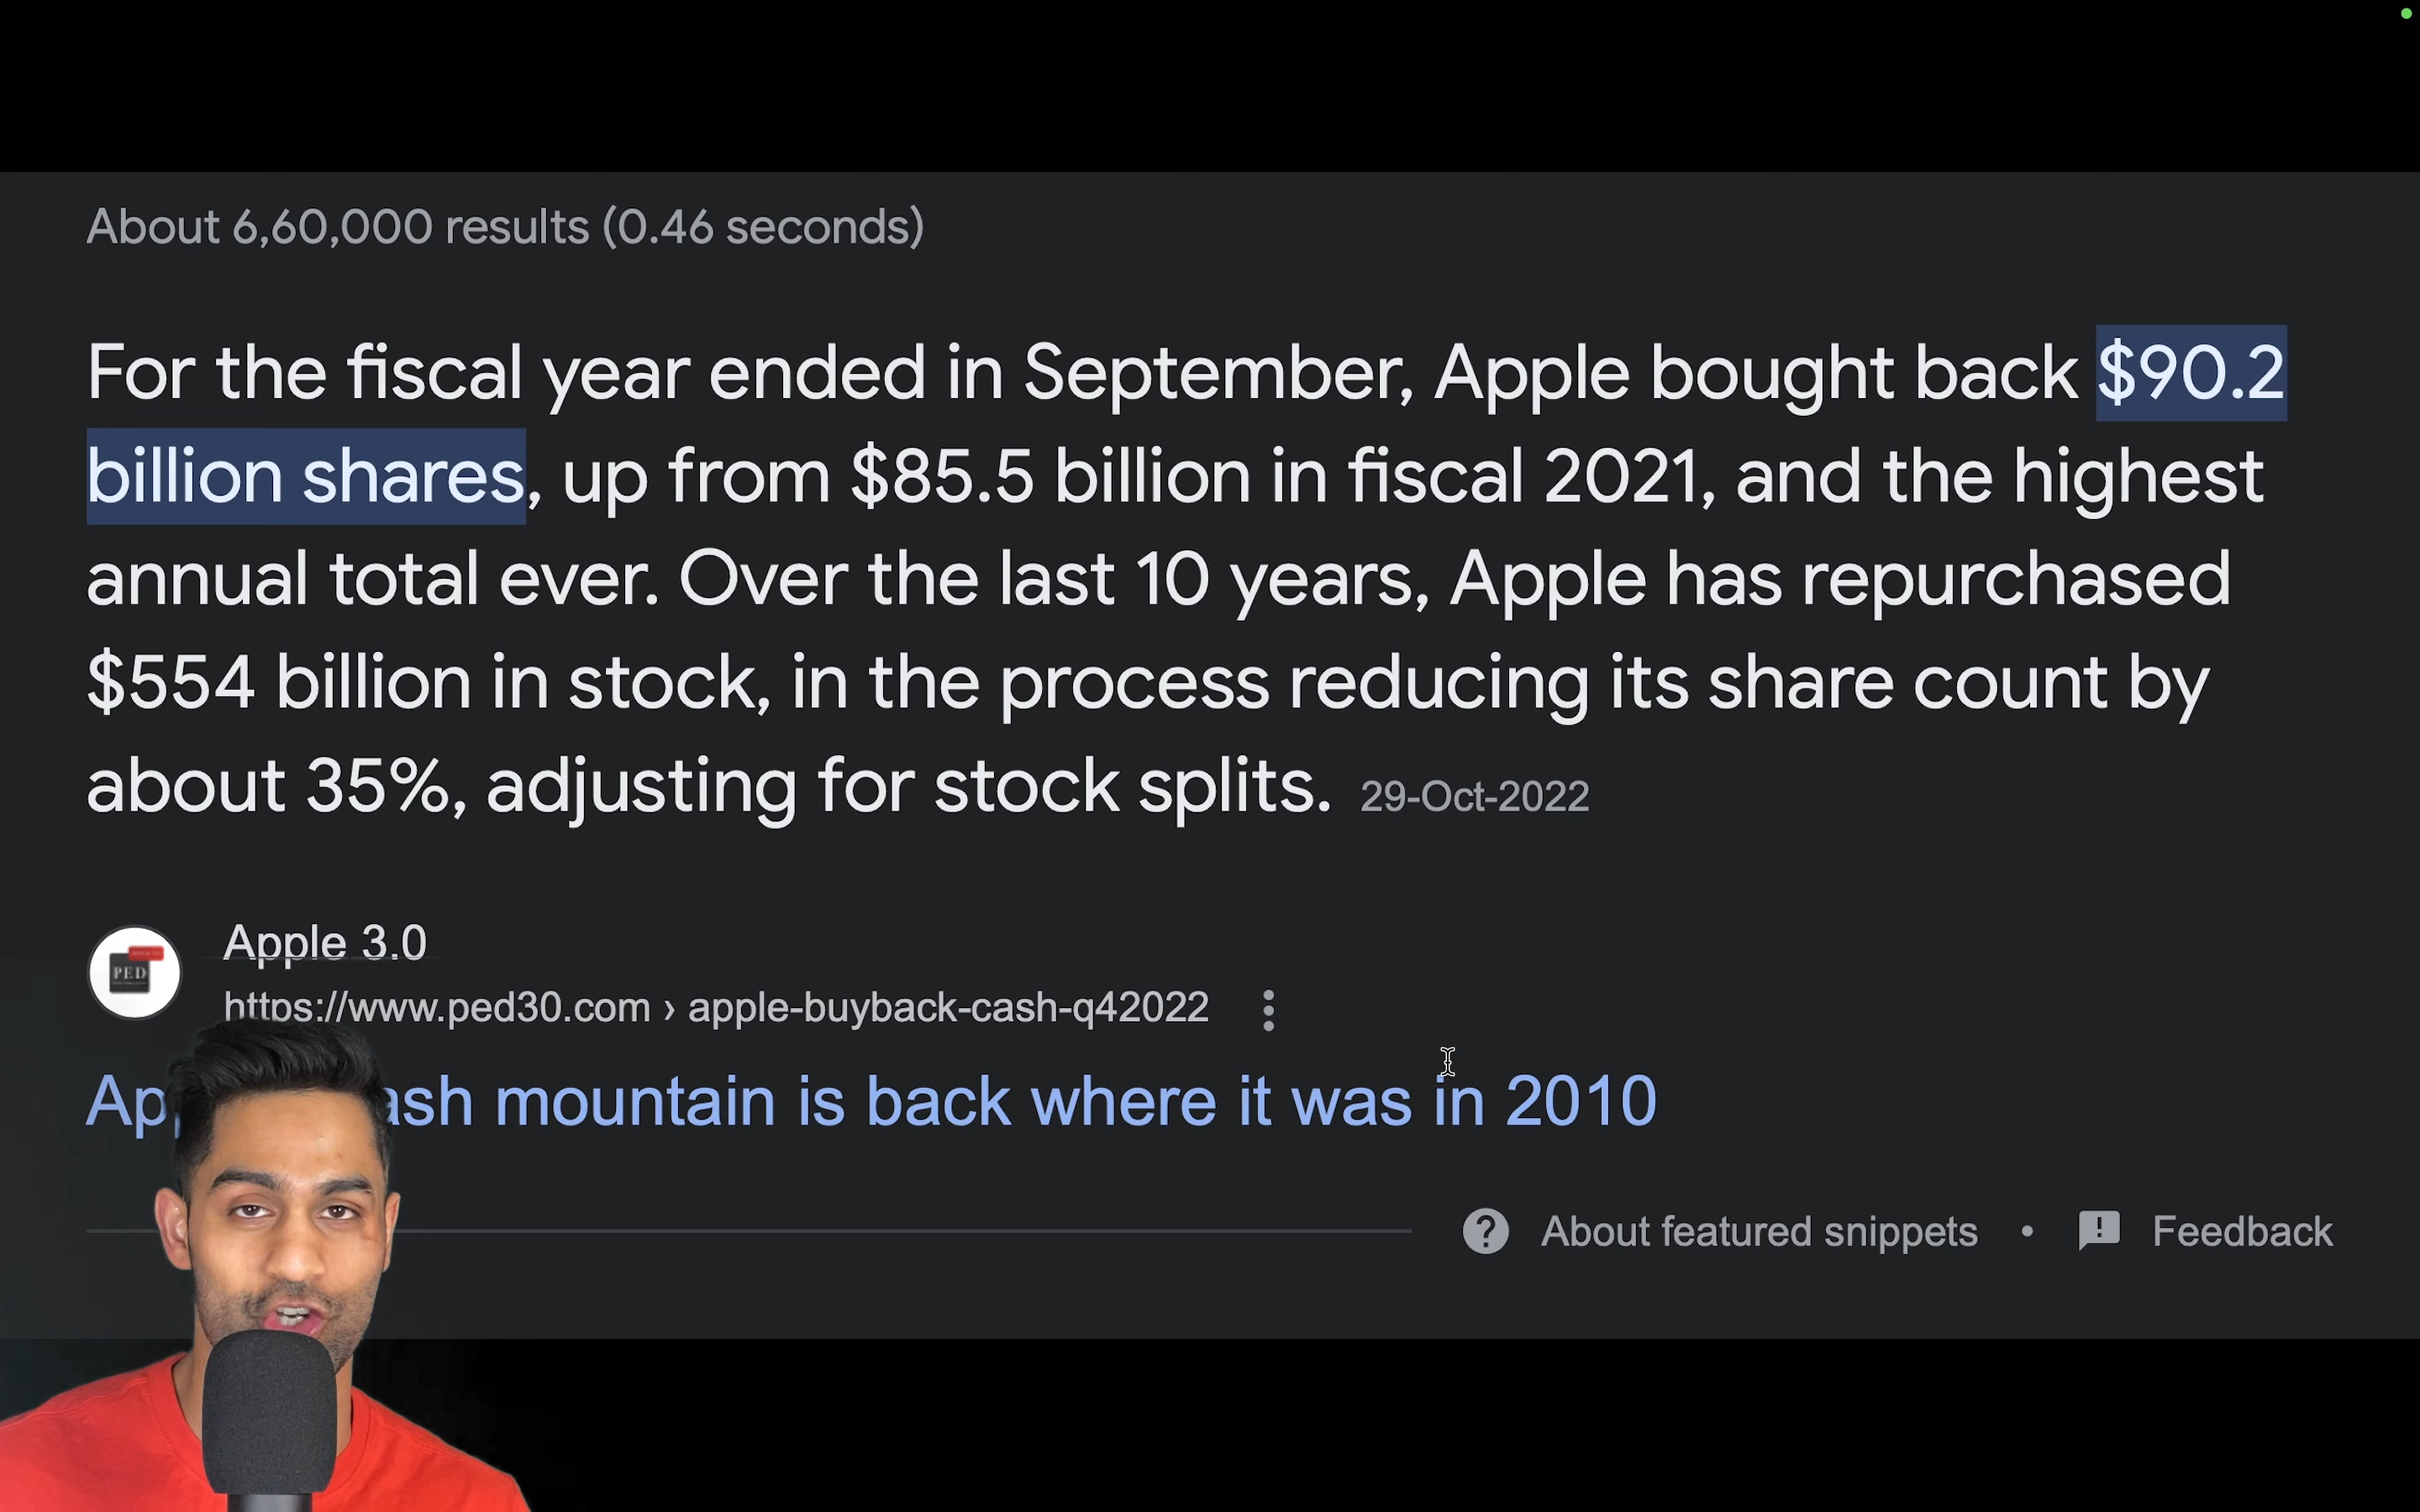 About 6,60,000 results (0.46 seconds)
For the fiscal year ended in September, Apple bought back $90.2
billion shares, up from $85.5 billion in fiscal 2021, and the highest
annual total ever. Over the last 10 years, Apple has repurchased
$554 billion in stock, in the process reducing its share count by
about 35%, adjusting for stock splits. 29-Oct-2022
PED
Apple 3.0
https://www.ped30.com › apple-buyback-cash-q42022
mountain is back where it was in 2010
About featured snippets • Feedback